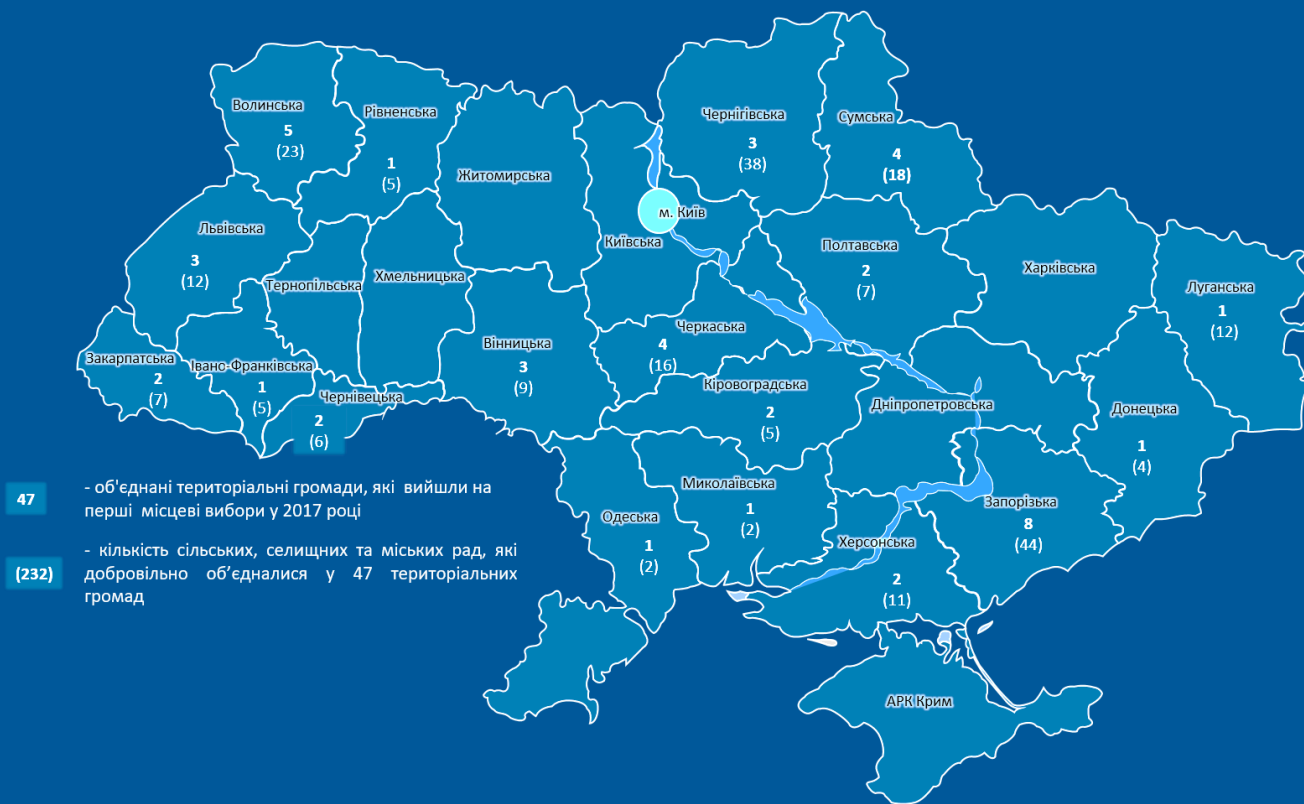 Волинська
5
(23)
Рівненська
1
(5)
Житомирська
Чернігівська
3
(38)
Сумська
4
(18)
м. Київ
Київська
Львівська
3
(12)
Тернопільська
Хмельницька
Полтавська
2
(7)
Харківська
Луганська
1
(12)
Закарпатська
2
(7)
Івано-Франківська
1
(5)
Чернівецька
2
(6)
Вінницька
3
(9)
Черкаська
4
(16)
Кіровоградська
2
(5)
Дніпропетровська
Донецька
1
(4)
Одеська
1
(2)
Миколаївська
1
(2)
Запорізька
8
(44)
Херсонська
2
(11)
АРК Крим
47
- об'єднані територіальні громади, які вийшли на
перші місцеві вибори у 2017 році
(232)
- кількість сільських, селищних та міських рад, які
добровільно об’єдналися у 47 територіальних
громад